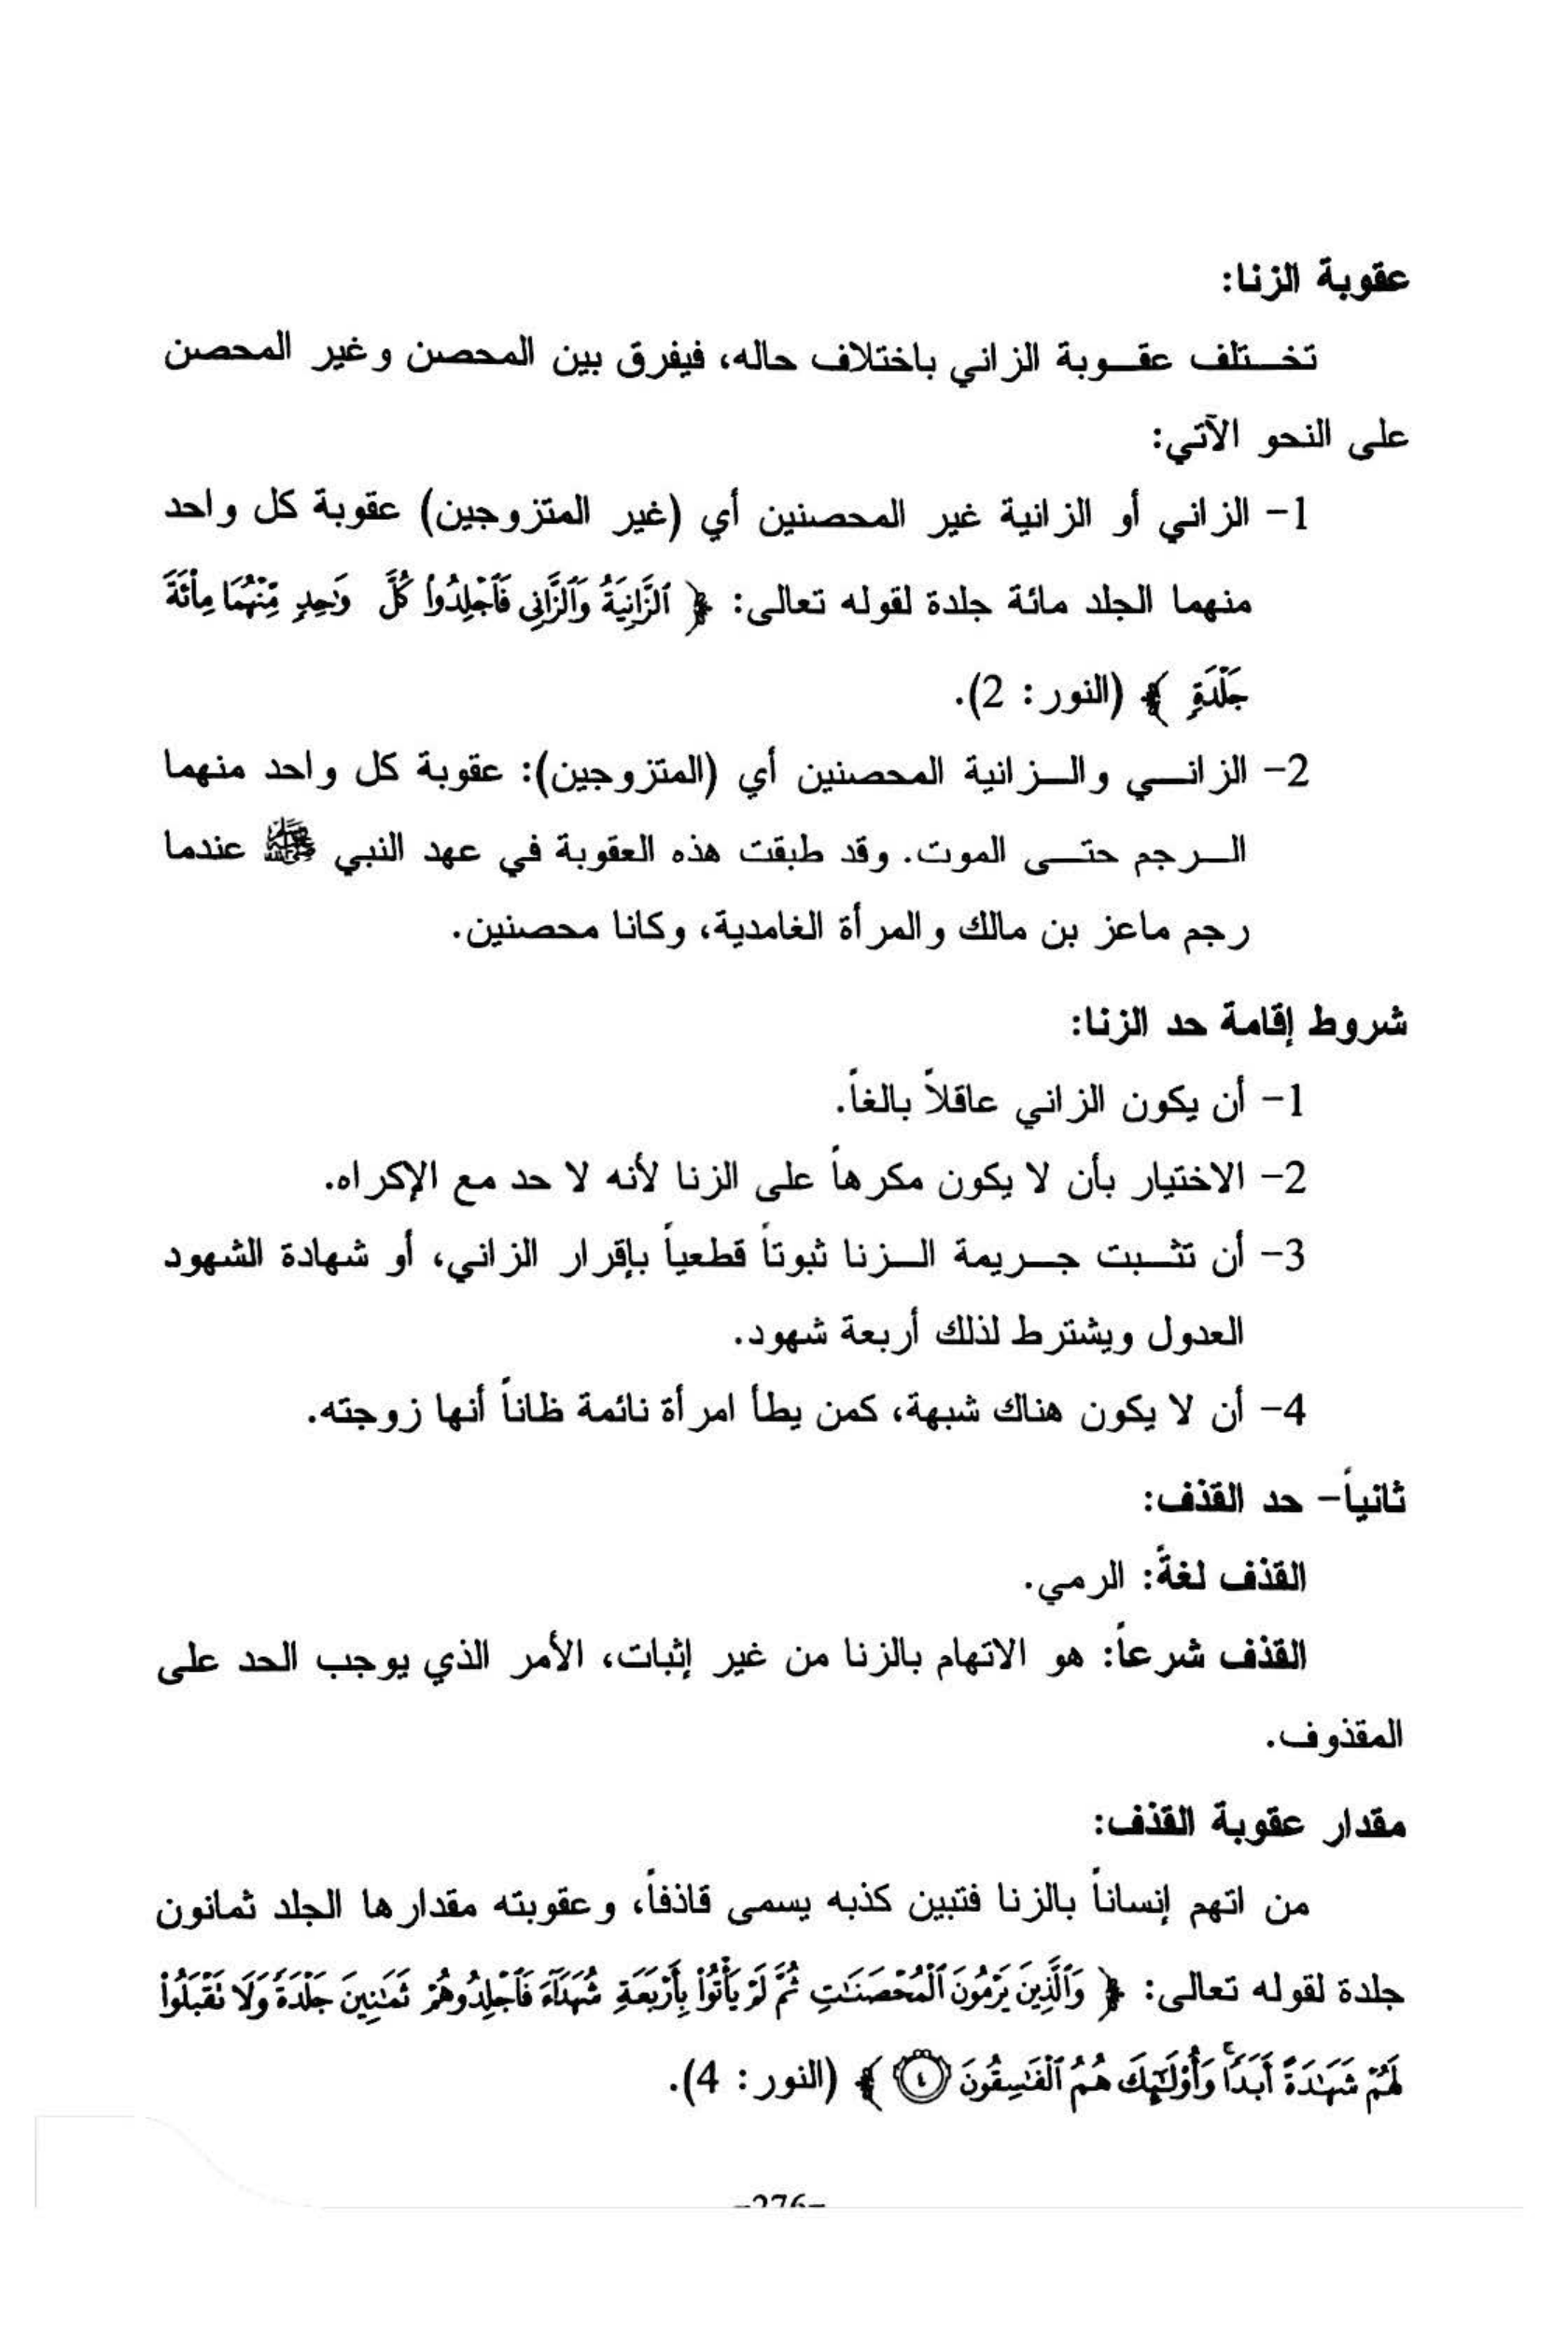 عقوبة الزنا:
تختلف عقوبة الزاني باختلاف حاله، فيفرق بين المحصن وغير المحصن
على النحو الآتي:
1- الزاني أو الزانية غير المحصنين أي (غير المتزوجين) عقوبة كل واحد
منهما الجلد مائة جلدة لقوله تعالى: ﴿ ٱلزَّانِيَةُ وَٱلزَّانِي فَٱجْلِدُوا۟ كُلَّ وَٰحِدٍ مِّنْهُمَا مِا۟ئَةَ
جَلْدَةٍ ﴾ (النور: 2).
2- الزاني والزانية المحصنين أي (المتزوجين): عقوبة كل واحد منهما
الرجم حتى الموت. وقد طبقت هذه العقوبة في عهد النبي ﷺ عندما
رجم ماعز بن مالك والمرأة الغامدية، وكانا محصنين.
شروط إقامة حد الزنا:
1- أن يكون الزاني عاقلاً بالغاً.
2- الاختيار بأن لا يكون مكرهاً على الزنا لأنه لا حد مع الإكراه.
3- أن تثبت جريمة الزنا ثبوتاً قطعياً بإقرار الزاني، أو شهادة الشهود
العدول ويشترط لذلك أربعة شهود.
4- أن لا يكون هناك شبهة، كمن يطأ امرأة نائمة ظاناً أنها زوجته.
ثانياً- حد القذف:
القذف لغةً: الرمي.
القذف شرعاً: هو الاتهام بالزنا من غير إثبات، الأمر الذي يوجب الحد على
المقذوف.
مقدار عقوبة القذف:
من اتهم إنساناً بالزنا فتبين كذبه يسمى قاذفاً، وعقوبته مقدارها الجلد ثمانون
جلدة لقوله تعالى: ﴿ وَٱلَّذِينَ يَرْمُونَ ٱلْمُحْصَنَٰتِ ثُمَّ لَمْ يَأْتُوا۟ بِأَرْبَعَةِ شُهَدَآءَ فَٱجْلِدُوهُمْ ثَمَٰنِينَ جَلْدَةً وَلَا تَقْبَلُوا۟
لَهُمْ شَهَٰدَةً أَبَدًا ۚ وَأُو۟لَٰٓئِكَ هُمُ ٱلْفَٰسِقُونَ ٤ ﴾ (النور: 4).
-276-